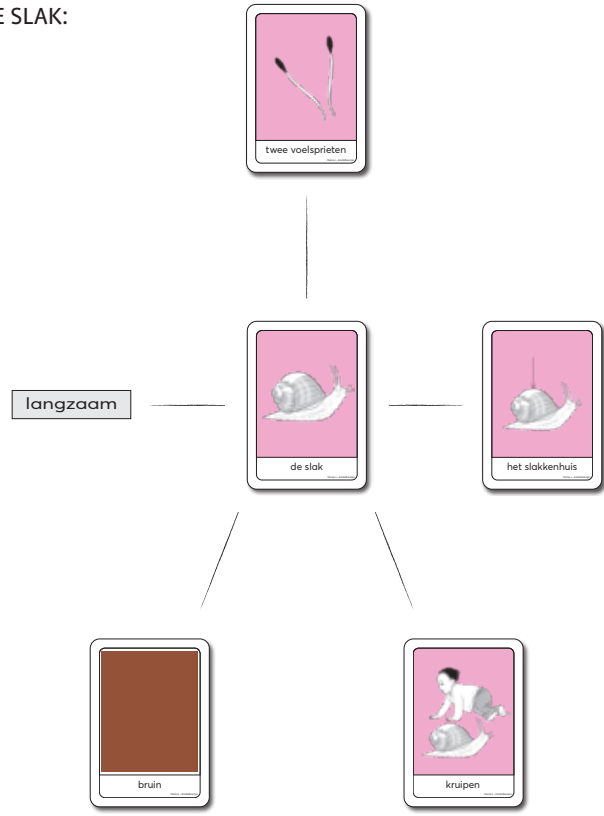 E SLAK:
twee voelsprieten
langzaam
de slak
het slakkenhuis
bruin
kruipen